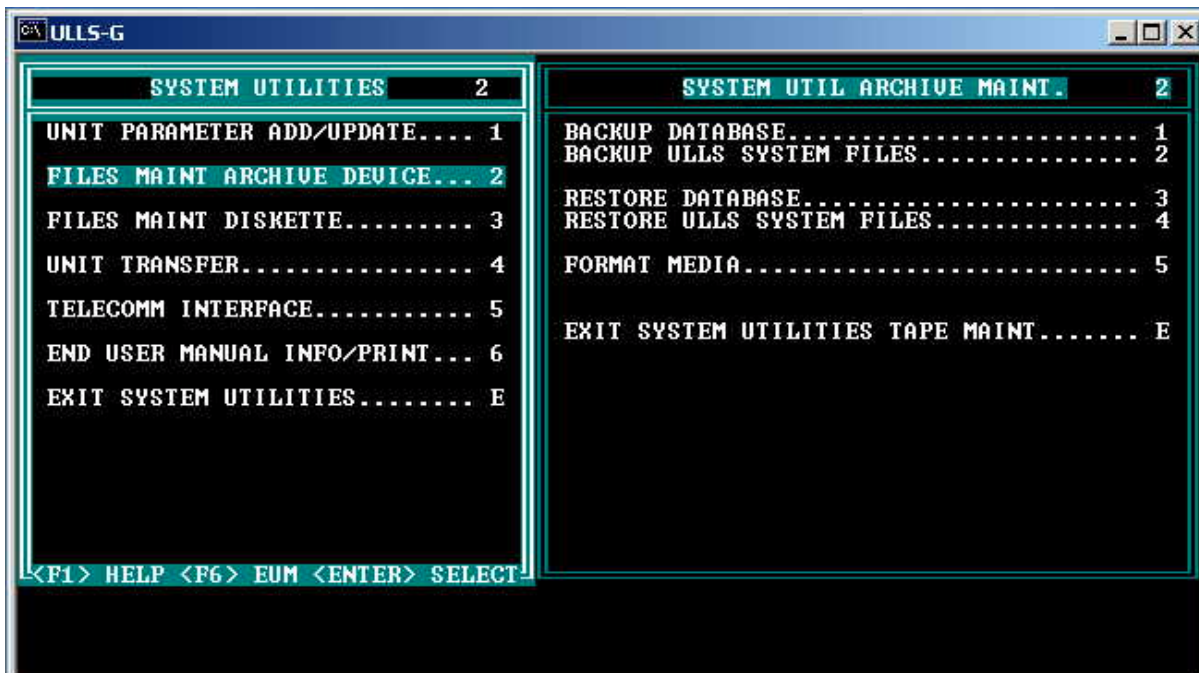 ULLS-G
SYSTEM UTILITIES 2
UNIT PARAMETER ADD/UPDATE.... 1
FILES MAINT ARCHIVE DEVICE... 2
FILES MAINT DISKETTE......... 3
UNIT TRANSFER................ 4
TELECOMM INTERFACE........... 5
END USER MANUAL INFO/PRINT... 6
EXIT SYSTEM UTILITIES........ E
<F1> HELP <F6> EUM <ENTER> SELECT
SYSTEM UTIL ARCHIVE MAINT. 2
BACKUP DATABASE........................ 1
BACKUP ULLS SYSTEM FILES............... 2
RESTORE DATABASE....................... 3
RESTORE ULLS SYSTEM FILES.............. 4
FORMAT MEDIA........................... 5
EXIT SYSTEM UTILITIES TAPE MAINT....... E